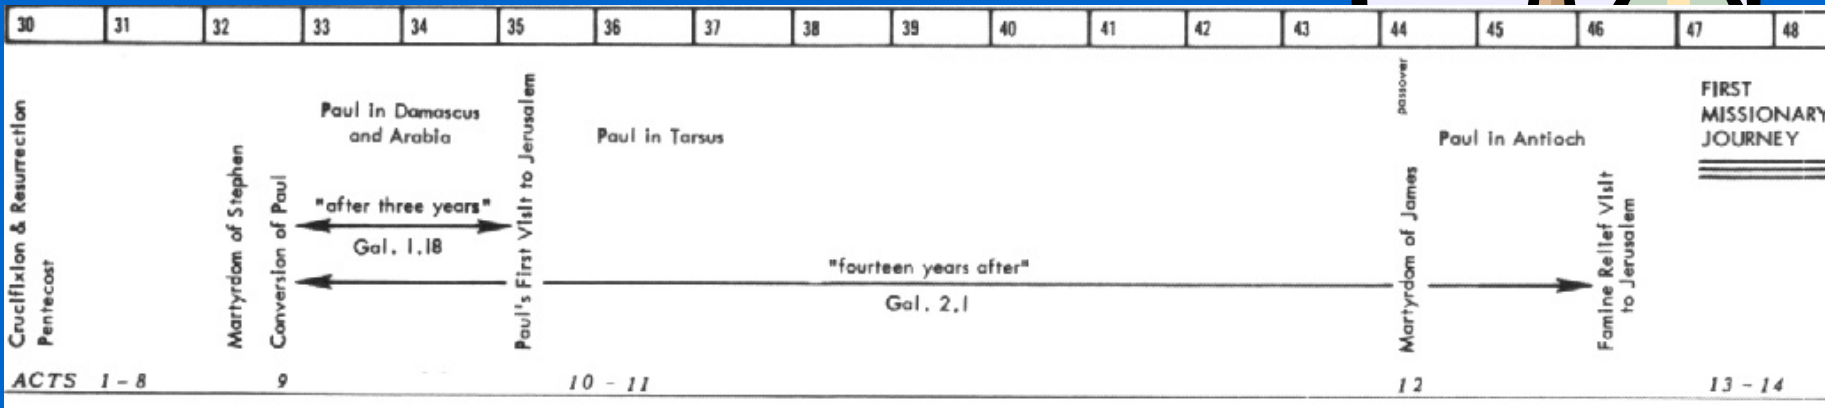 30 31 32 33 34 35 36 37 38 39 40 41 42 43 44 45 46 47 48
Crucifixion & Resurrection
Pentecost
Martyrdom of Stephen
Conversion of Paul
Paul in Damascus
and Arabia
"after three years"
Gal. 1.18
Paul's First Visit to Jerusalem
Paul in Tarsus
"fourteen years after"
Gal. 2.1
passover
Martyrdom of James
Paul in Antioch
Famine Relief Visit
to Jerusalem
FIRST
MISSIONARY
JOURNEY
ACTS 1-8 9 10 - 11 12 13 - 14